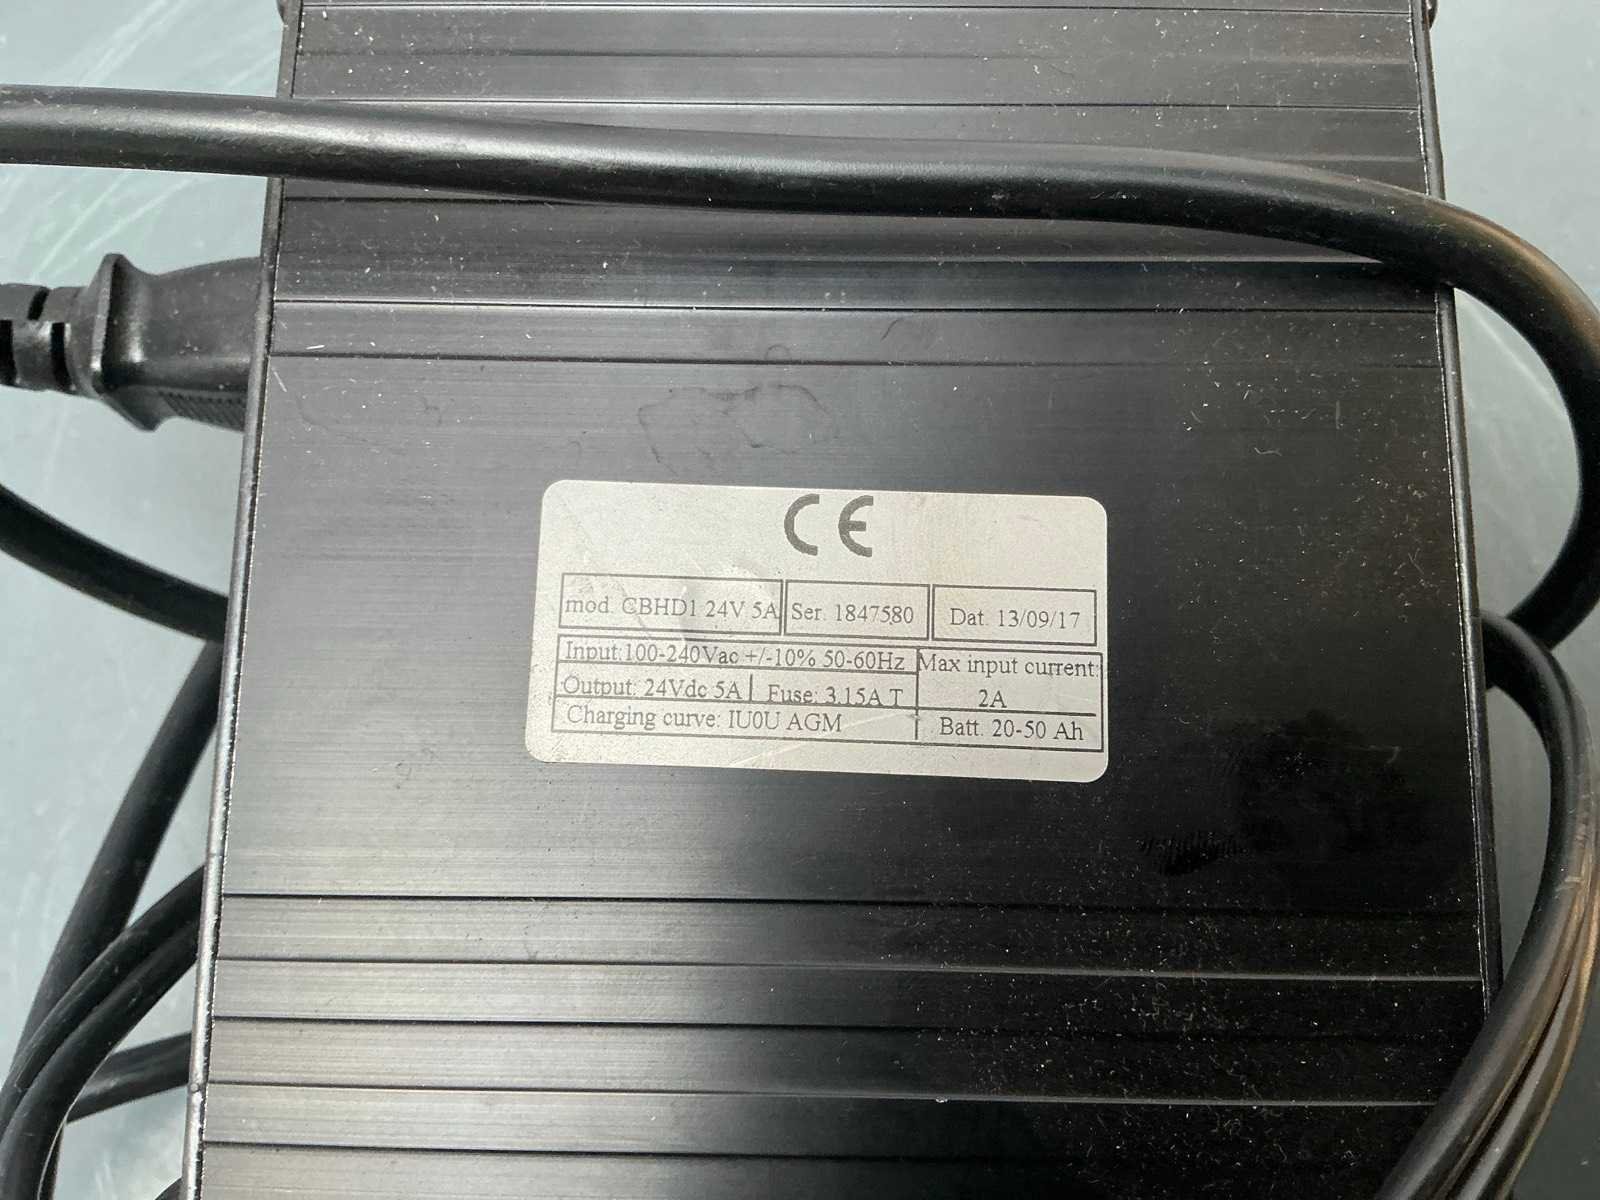 CE
mod. CBHD1 24V 5A Ser. 1847580 Dat. 13/09/17
Input:100-240Vac +/-10% 50-60Hz Max input current:
Output: 24Vdc 5A Fuse: 3.15A T 2A
Charging curve: IU0U AGM Batt. 20-50 Ah